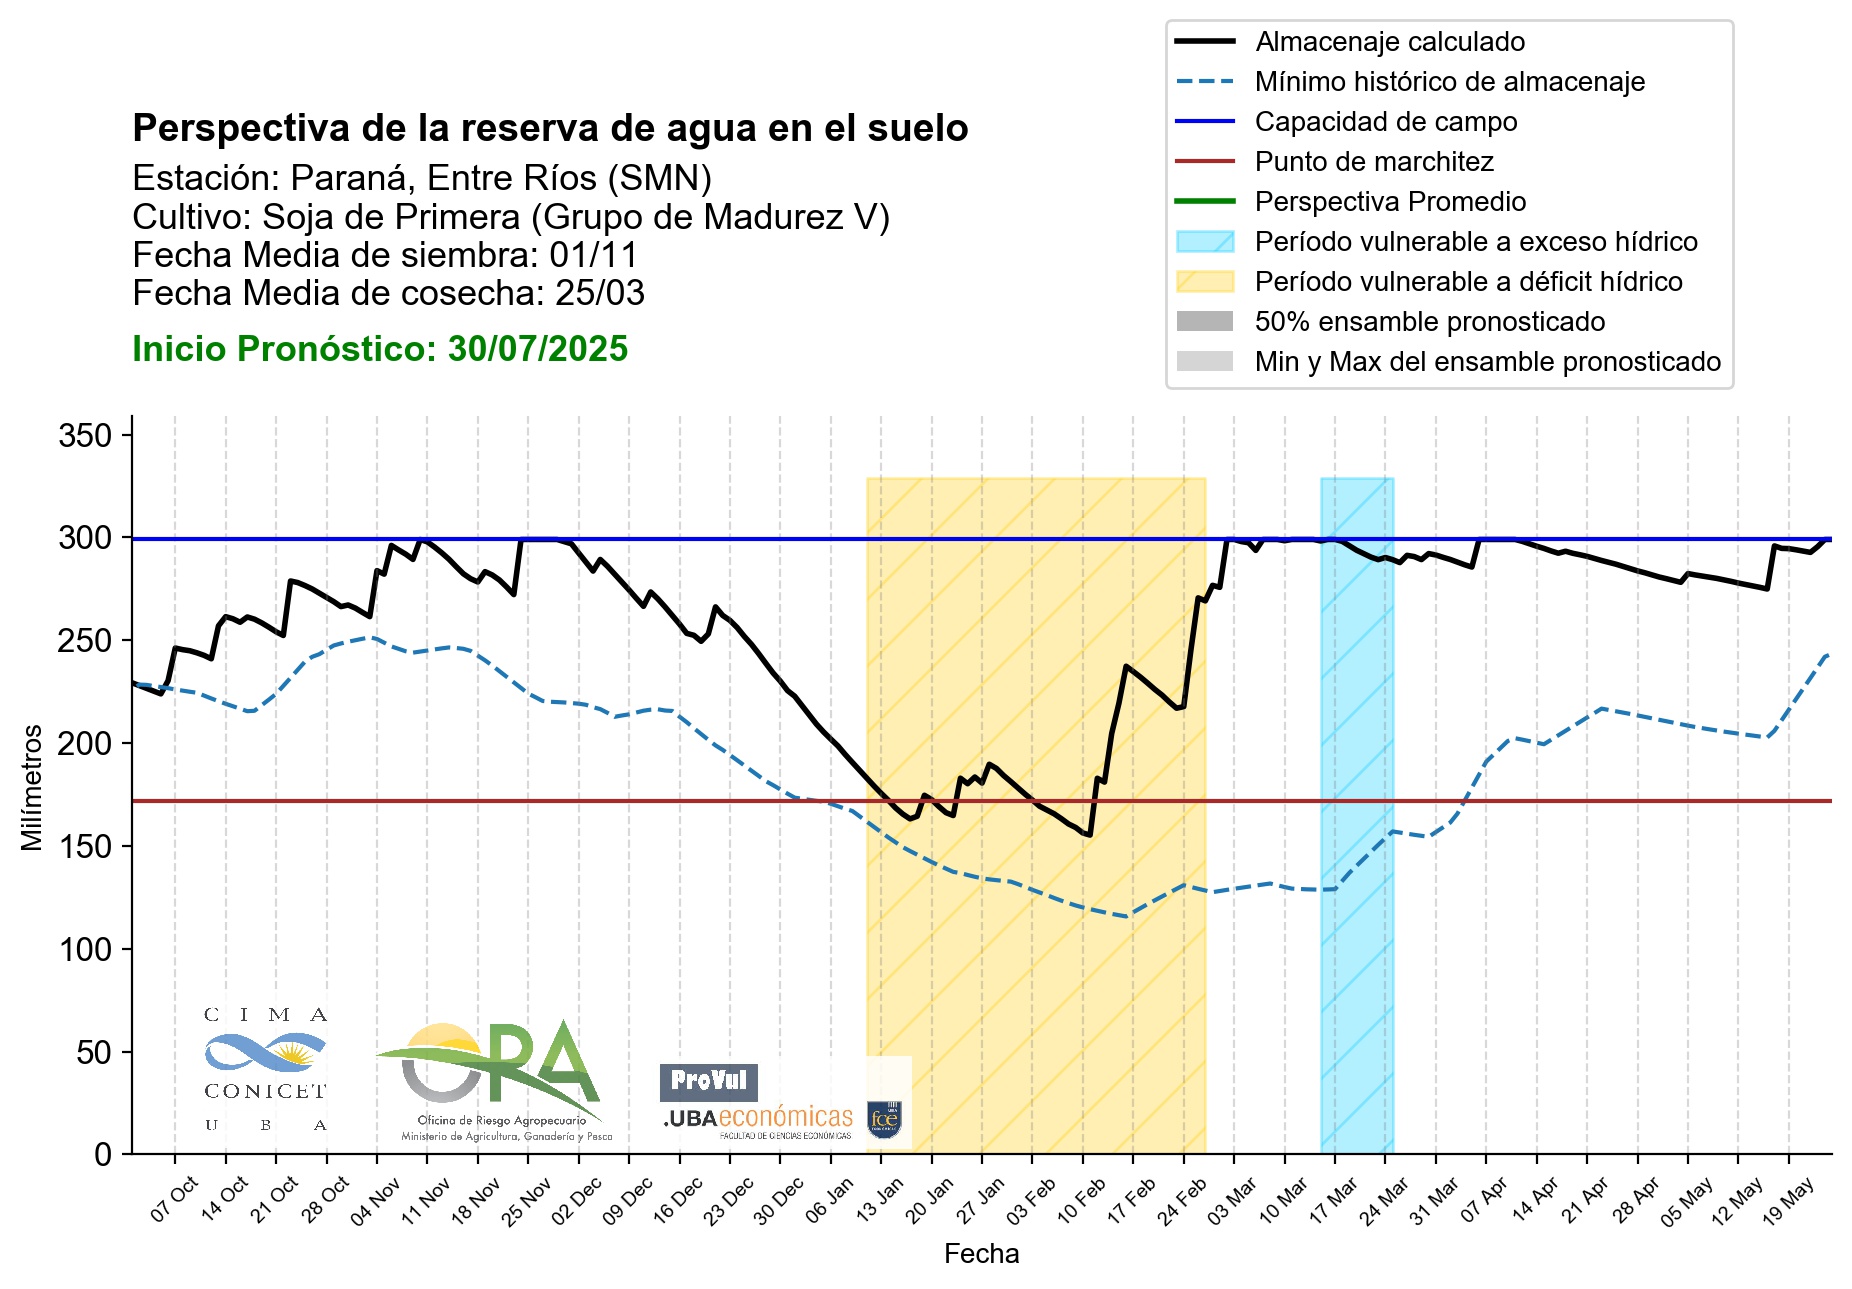 Almacenaje calculado
Mínimo histórico de almacenaje
Capacidad de campo
Punto de marchitez
Perspectiva Promedio
Período vulnerable a exceso hídrico
Período vulnerable a déficit hídrico
50% ensamble pronosticado
Min y Max del ensamble pronosticado
Perspectiva de la reserva de agua en el suelo
Estación: Paraná, Entre Ríos (SMN)
Cultivo: Soja de Primera (Grupo de Madurez V)
Fecha Media de siembra: 01/11
Fecha Media de cosecha: 25/03
Inicio Pronóstico: 30/07/2025
350
300
250
200
150
100
50
0
Milímetros
CIMA
CONICET
UBA
ORA
Oficina de Riesgo Agropecuario
Ministerio de Agricultura, Ganadería y Pesca
ProVul
.UBAeconómicas
FACULTAD DE CIENCIAS ECONÓMICAS
UBA
fce
07 Oct
14 Oct
21 Oct
28 Oct
04 Nov
11 Nov
18 Nov
25 Nov
02 Dec
09 Dec
16 Dec
23 Dec
30 Dec
06 Jan
13 Jan
20 Jan
27 Jan
03 Feb
10 Feb
17 Feb
24 Feb
03 Mar
10 Mar
17 Mar
24 Mar
31 Mar
07 Apr
14 Apr
21 Apr
28 Apr
05 May
12 May
19 May
Fecha